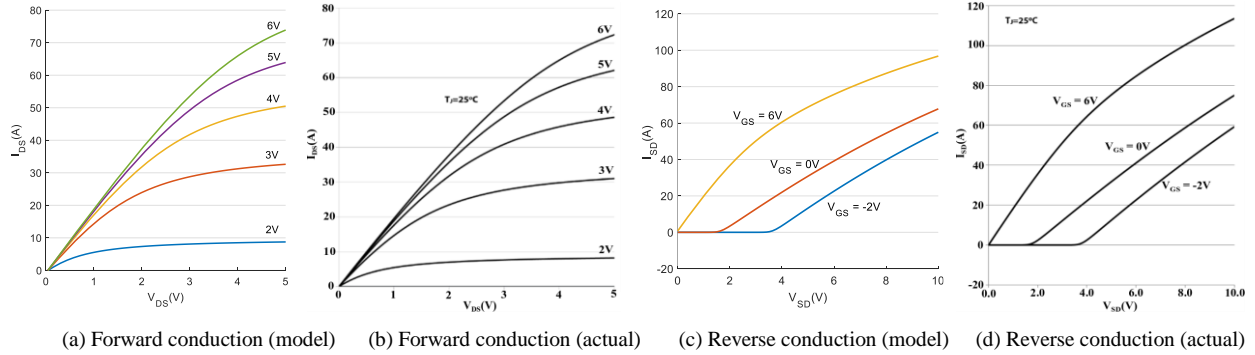 80
70
60
50
40
30
20
10
0
I_DS(A)
6V
5V
4V
3V
2V
0 1 2 3 4 5
V_DS(V)
(a) Forward conduction (model)
80
70
60
50
40
30
20
10
0
I_DS(A)
T_J=25°C
6V
5V
4V
3V
2V
0 1 2 3 4 5
V_DS(V)
(b) Forward conduction (actual)
120
100
80
60
40
20
0
-20
I_SD(A)
V_GS = 6V
V_GS = 0V
V_GS = -2V
0 2 4 6 8 10
V_SD(V)
(c) Reverse conduction (model)
120
100
80
60
40
20
0
-20
I_SD(A)
T_J=25°C
V_GS = 6V
V_GS = 0V
V_GS = -2V
0.0 2.0 4.0 6.0 8.0 10.0
V_SD(V)
(d) Reverse conduction (actual)